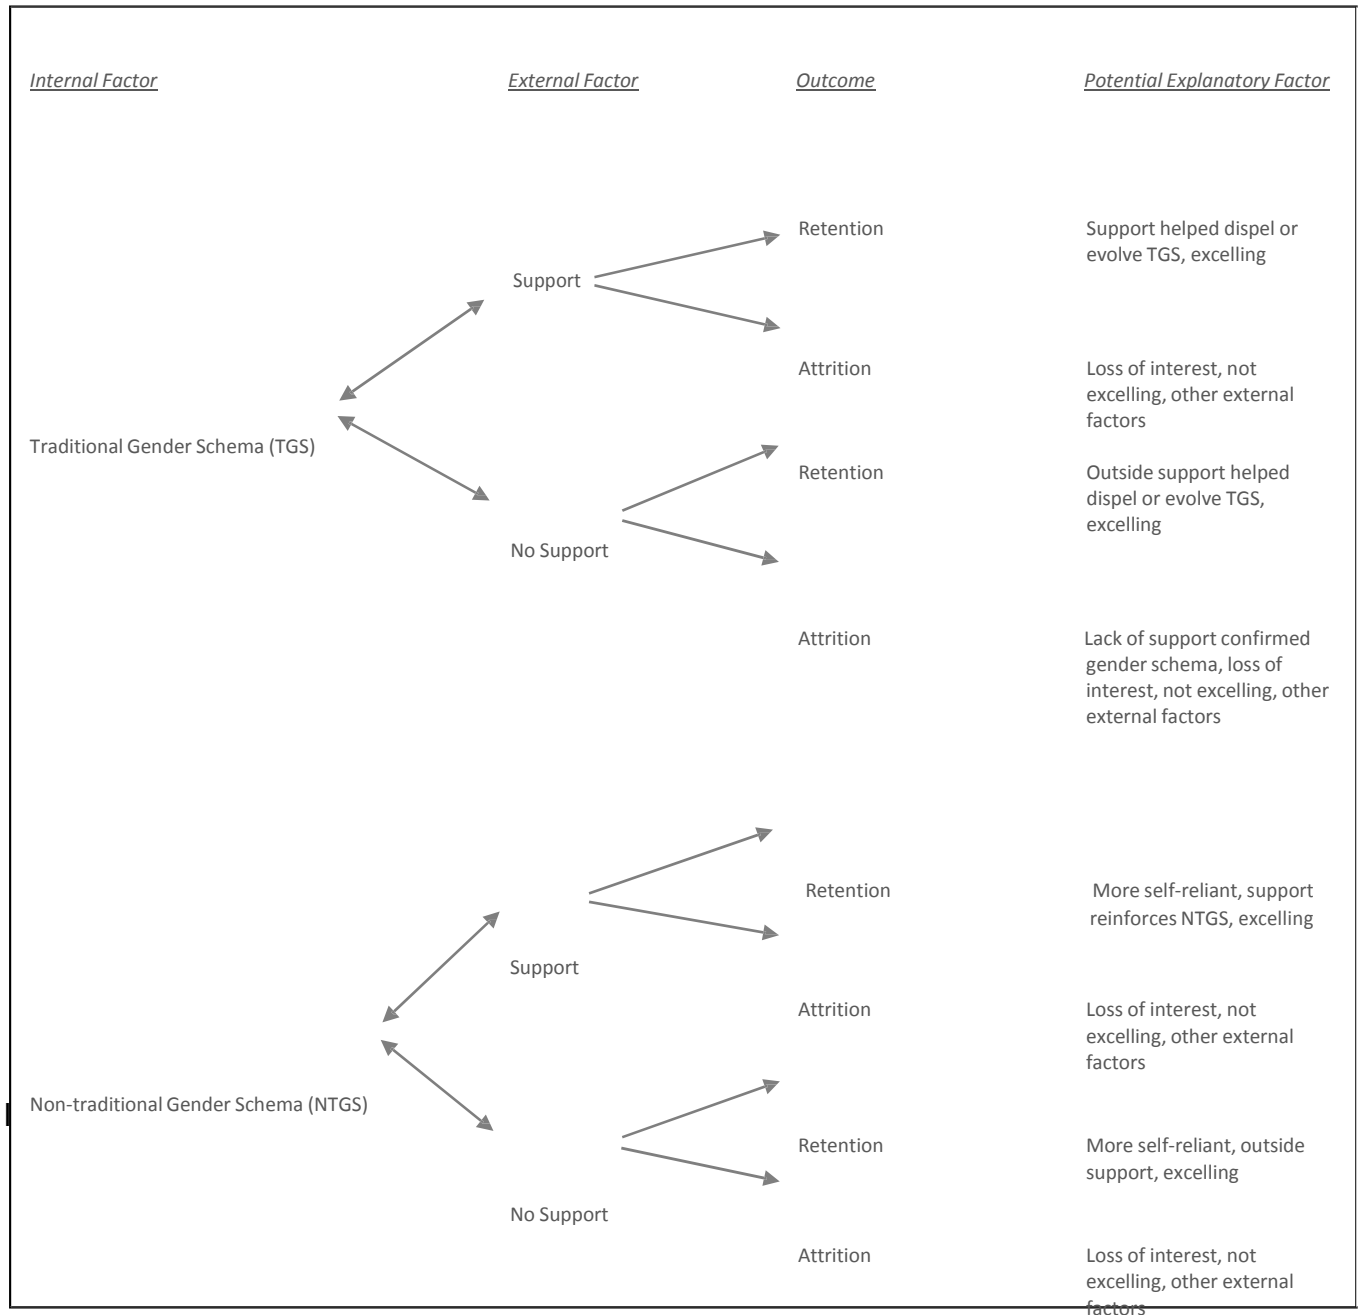 Internal Factor External Factor Outcome Potential Explanatory Factor
Retention Support helped dispel or
evolve TGS, excelling
Support
Attrition Loss of interest, not
excelling, other external
factors
Traditional Gender Schema (TGS)
Retention Outside support helped
dispel or evolve TGS,
excelling
No Support
Attrition Lack of support confirmed
gender schema, loss of
interest, not excelling, other
external factors
Retention More self-reliant, support
reinforces NTGS, excelling
Support
Attrition Loss of interest, not
excelling, other external
factors
Non-traditional Gender Schema (NTGS)
Retention More self-reliant, outside
support, excelling
No Support
Attrition Loss of interest, not
excelling, other external
factors